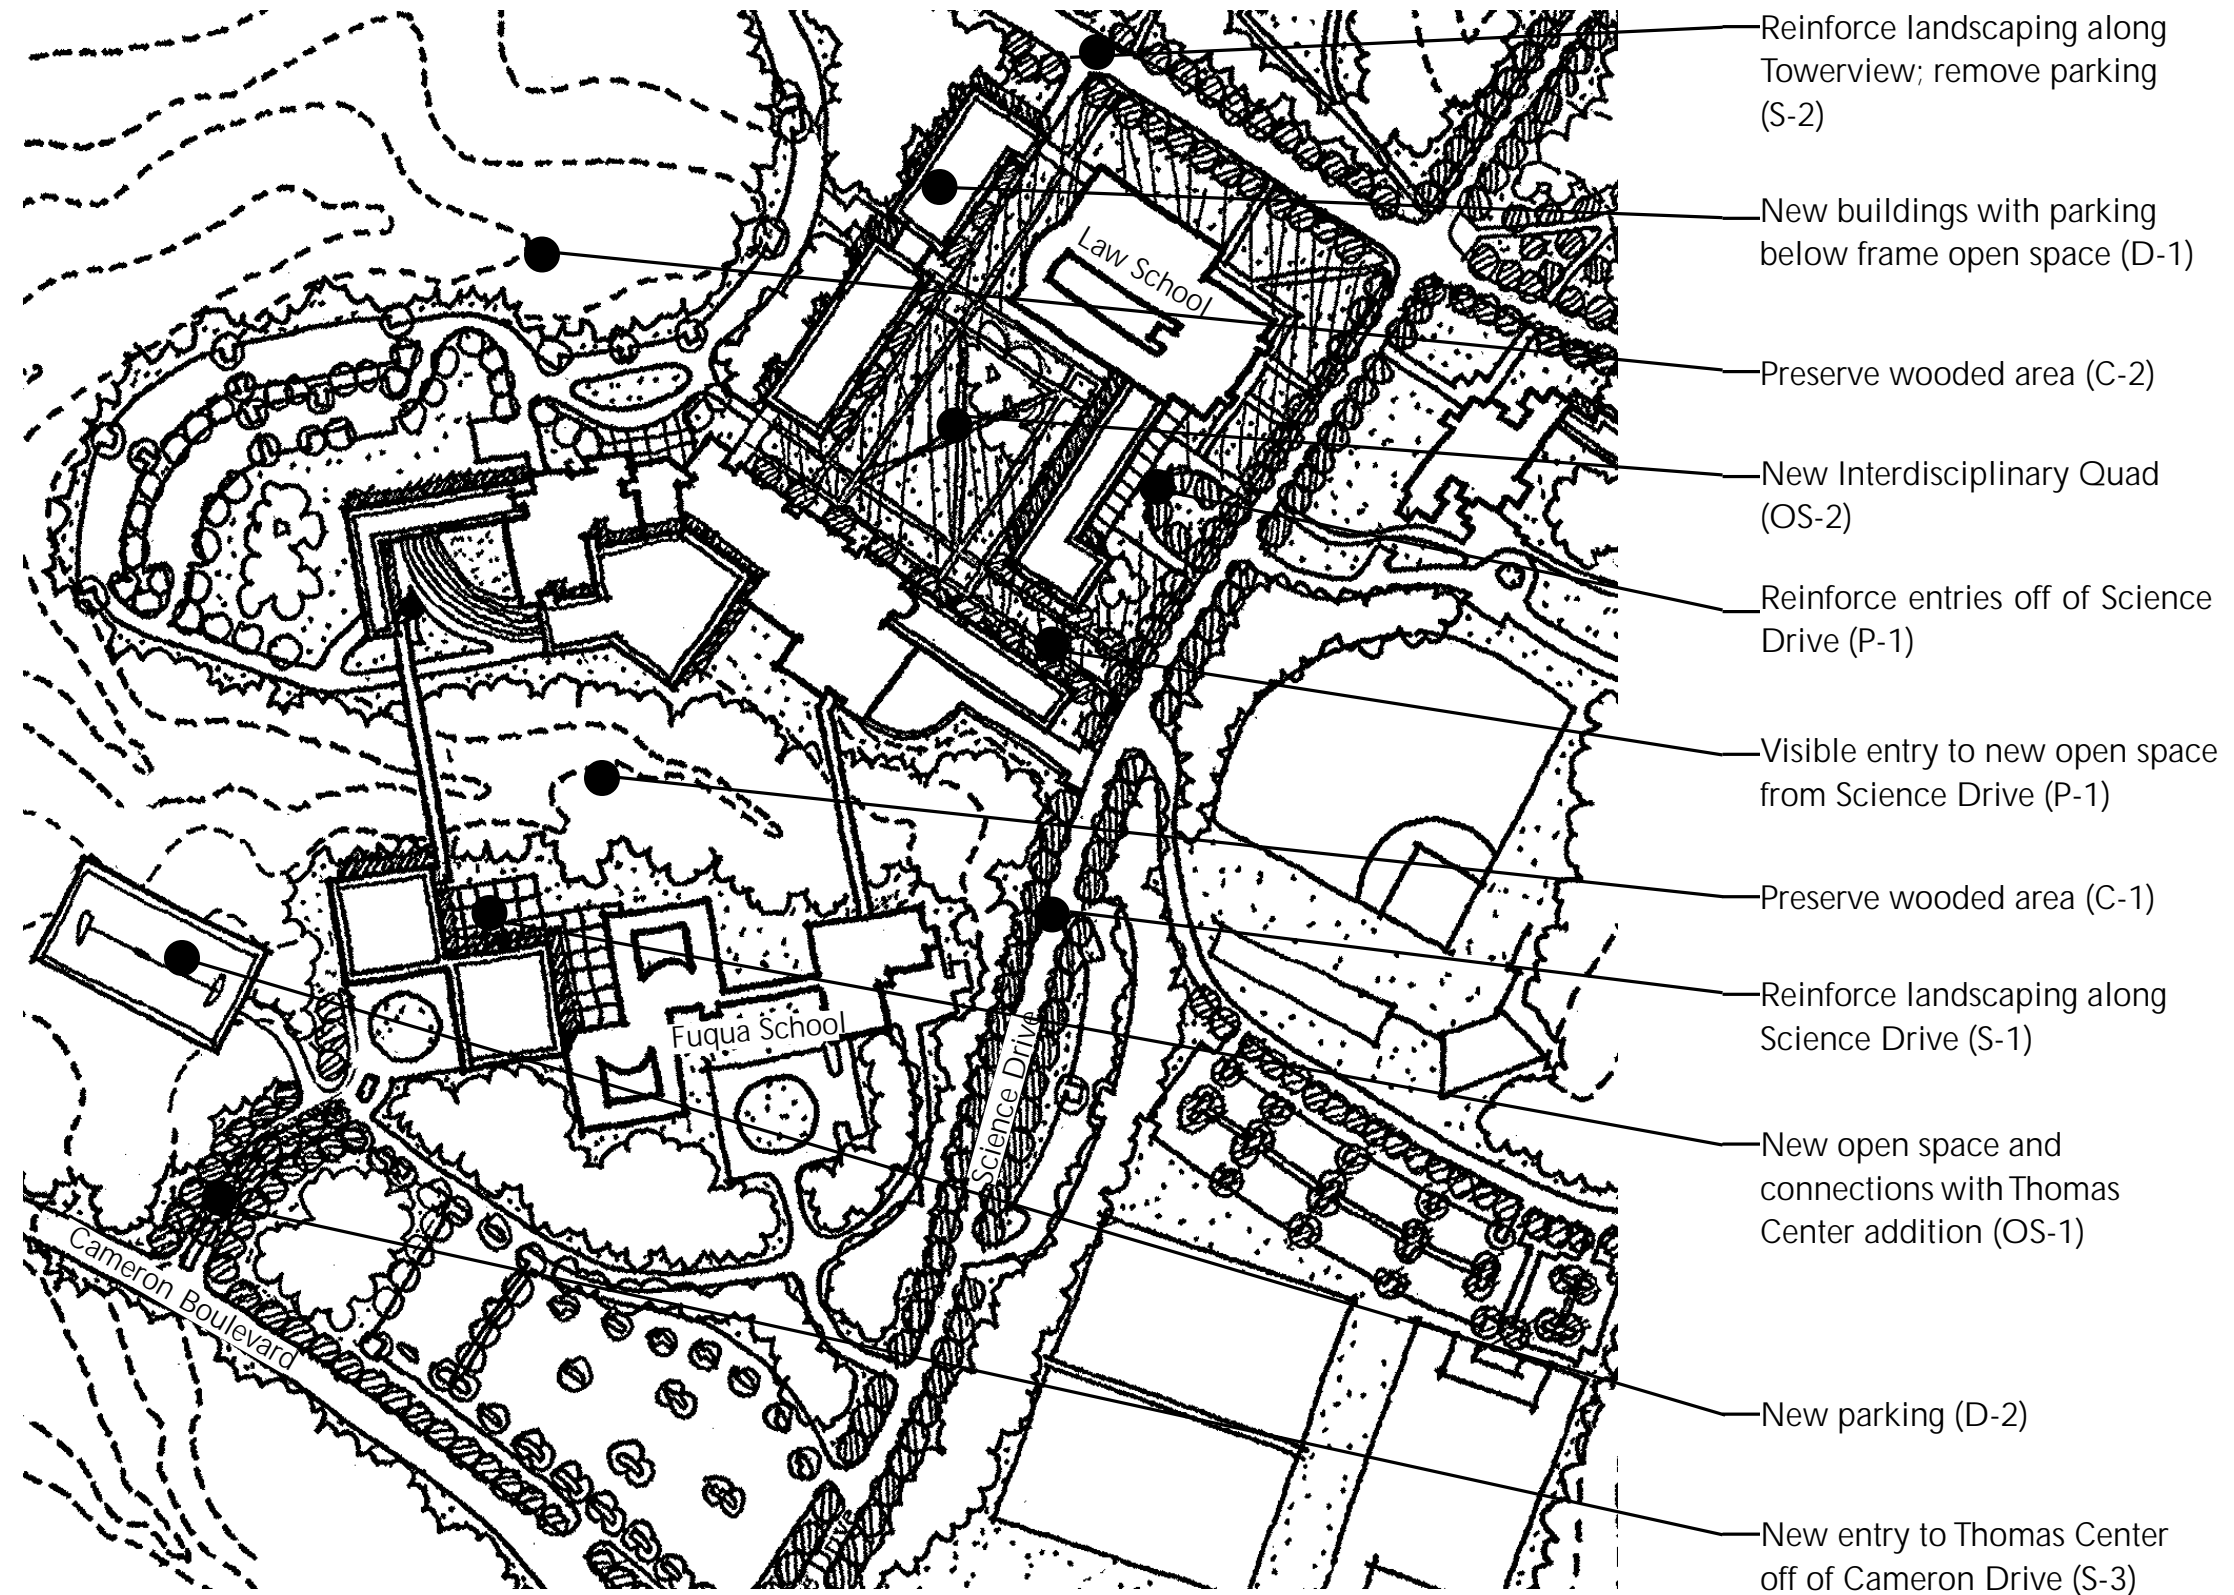 Reinforce landscaping along
Towerview; remove parking
(S-2)
New buildings with parking
below frame open space (D-1)
Law School
Preserve wooded area (C-2)
New Interdisciplinary Quad
(OS-2)
Reinforce entries off of Science
Drive (P-1)
Visible entry to new open space
from Science Drive (P-1)
Preserve wooded area (C-1)
Reinforce landscaping along
Science Drive (S-1)
Fuqua School
Science Drive
New open space and
connections with Thomas
Center addition (OS-1)
Cameron Boulevard
New parking (D-2)
New entry to Thomas Center
off of Cameron Drive (S-3)
Drive